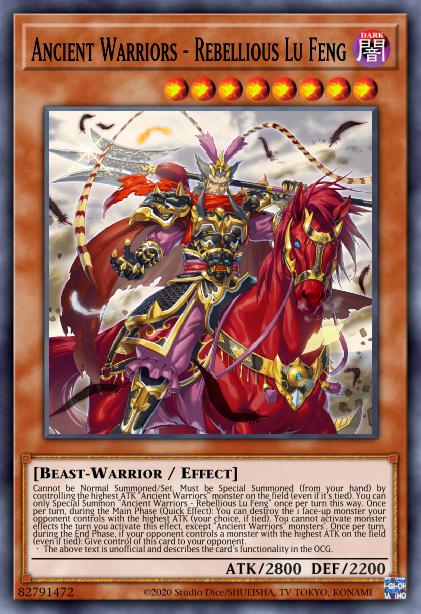 ANCIENT WARRIORS - REBELLIOUS LU FENG
DARK
闇
[BEAST-WARRIOR / EFFECT]
Cannot be Normal Summoned/Set. Must be Special Summoned (from your hand) by
controlling the highest ATK "Ancient Warriors" monster on the field (even if it's tied). You can
only Special Summon "Ancient Warriors - Rebellious Lu Feng" once per turn this way. Once
per turn, during the Main Phase (Quick Effect): You can destroy the 1 face-up monster your
opponent controls with the highest ATK (your choice, if tied). You cannot activate monster
effects the turn you activate this effect, except "Ancient Warriors" monsters'. Once per turn,
during the End Phase, if your opponent controls a monster with the highest ATK on the field
(even if tied): Give control of this card to your opponent.
· The above text is unofficial and describes the card's functionality in the OCG.
ATK/2800 DEF/2200
82791472
©2020 Studio Dice/SHUEISHA, TV TOKYO, KONAMI